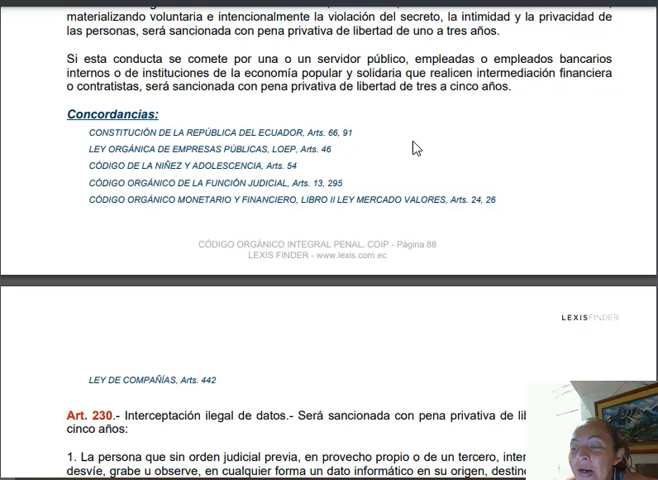 materializando voluntaria e intencionalmente la violación del secreto, la intimidad y la privacidad de
las personas, será sancionada con pena privativa de libertad de uno a tres años.
Si esta conducta se comete por una o un servidor público, empleadas o empleados bancarios
internos o de instituciones de la economía popular y solidaria que realicen intermediación financiera
o contratistas, será sancionada con pena privativa de libertad de tres a cinco años.
Concordancias:
CONSTITUCIÓN DE LA REPÚBLICA DEL ECUADOR, Arts. 66, 91
LEY ORGÁNICA DE EMPRESAS PÚBLICAS, LOEP, Arts. 46
CÓDIGO DE LA NIÑEZ Y ADOLESCENCIA, Arts. 54
CÓDIGO ORGÁNICO DE LA FUNCIÓN JUDICIAL, Arts. 13, 295
CÓDIGO ORGÁNICO MONETARIO Y FINANCIERO, LIBRO II LEY MERCADO VALORES, Arts. 24, 26
CÓDIGO ORGÁNICO INTEGRAL PENAL, COIP - Página 88
LEXIS FINDER - www.lexis.com.ec
LEXISFINDER
LEY DE COMPAÑÍAS, Arts. 442
Art. 230.- Interceptación ilegal de datos.- Será sancionada con pena privativa de
cinco años:
1. La persona que sin orden judicial previa, en provecho propio o de un tercero,
desvíe, grabe u observe, en cualquier forma un dato informático en su origen,